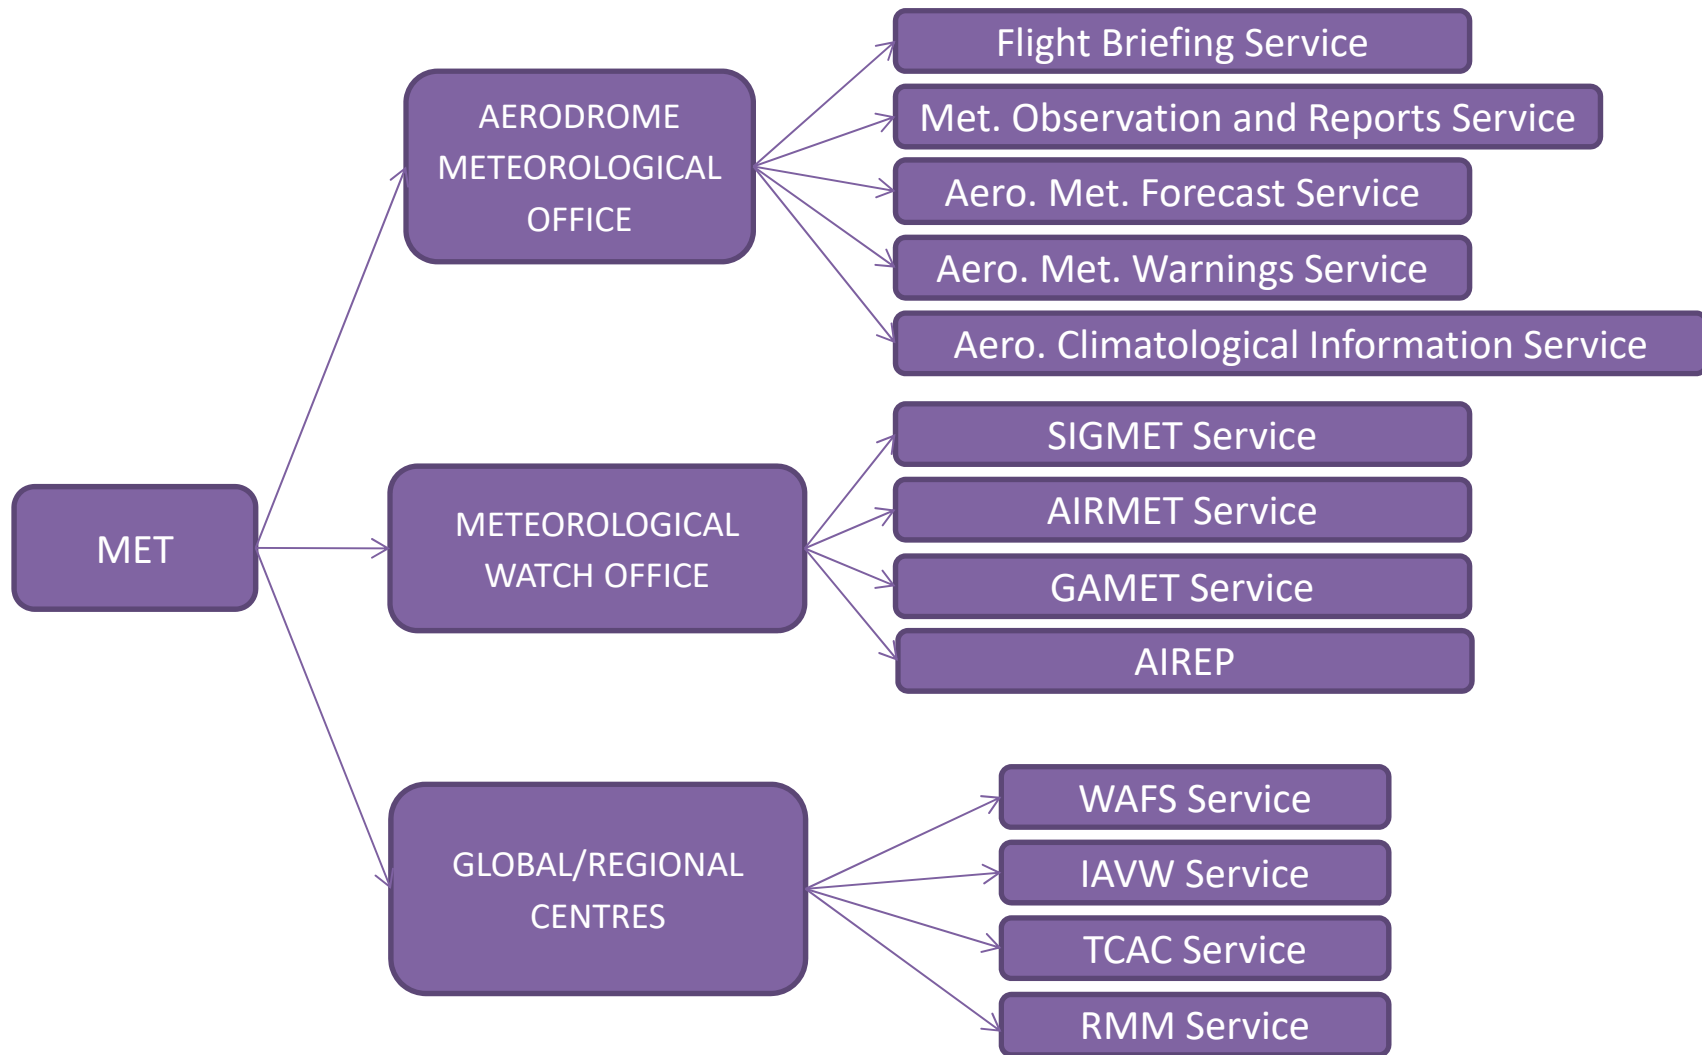 MET
AERODROME
METEOROLOGICAL
OFFICE
Flight Briefing Service
Met. Observation and Reports Service
Aero. Met. Forecast Service
Aero. Met. Warnings Service
Aero. Climatological Information Service
METEOROLOGICAL
WATCH OFFICE
SIGMET Service
AIRMET Service
GAMET Service
AIREP
GLOBAL/REGIONAL
CENTRES
WAFS Service
IAVW Service
TCAC Service
RMM Service